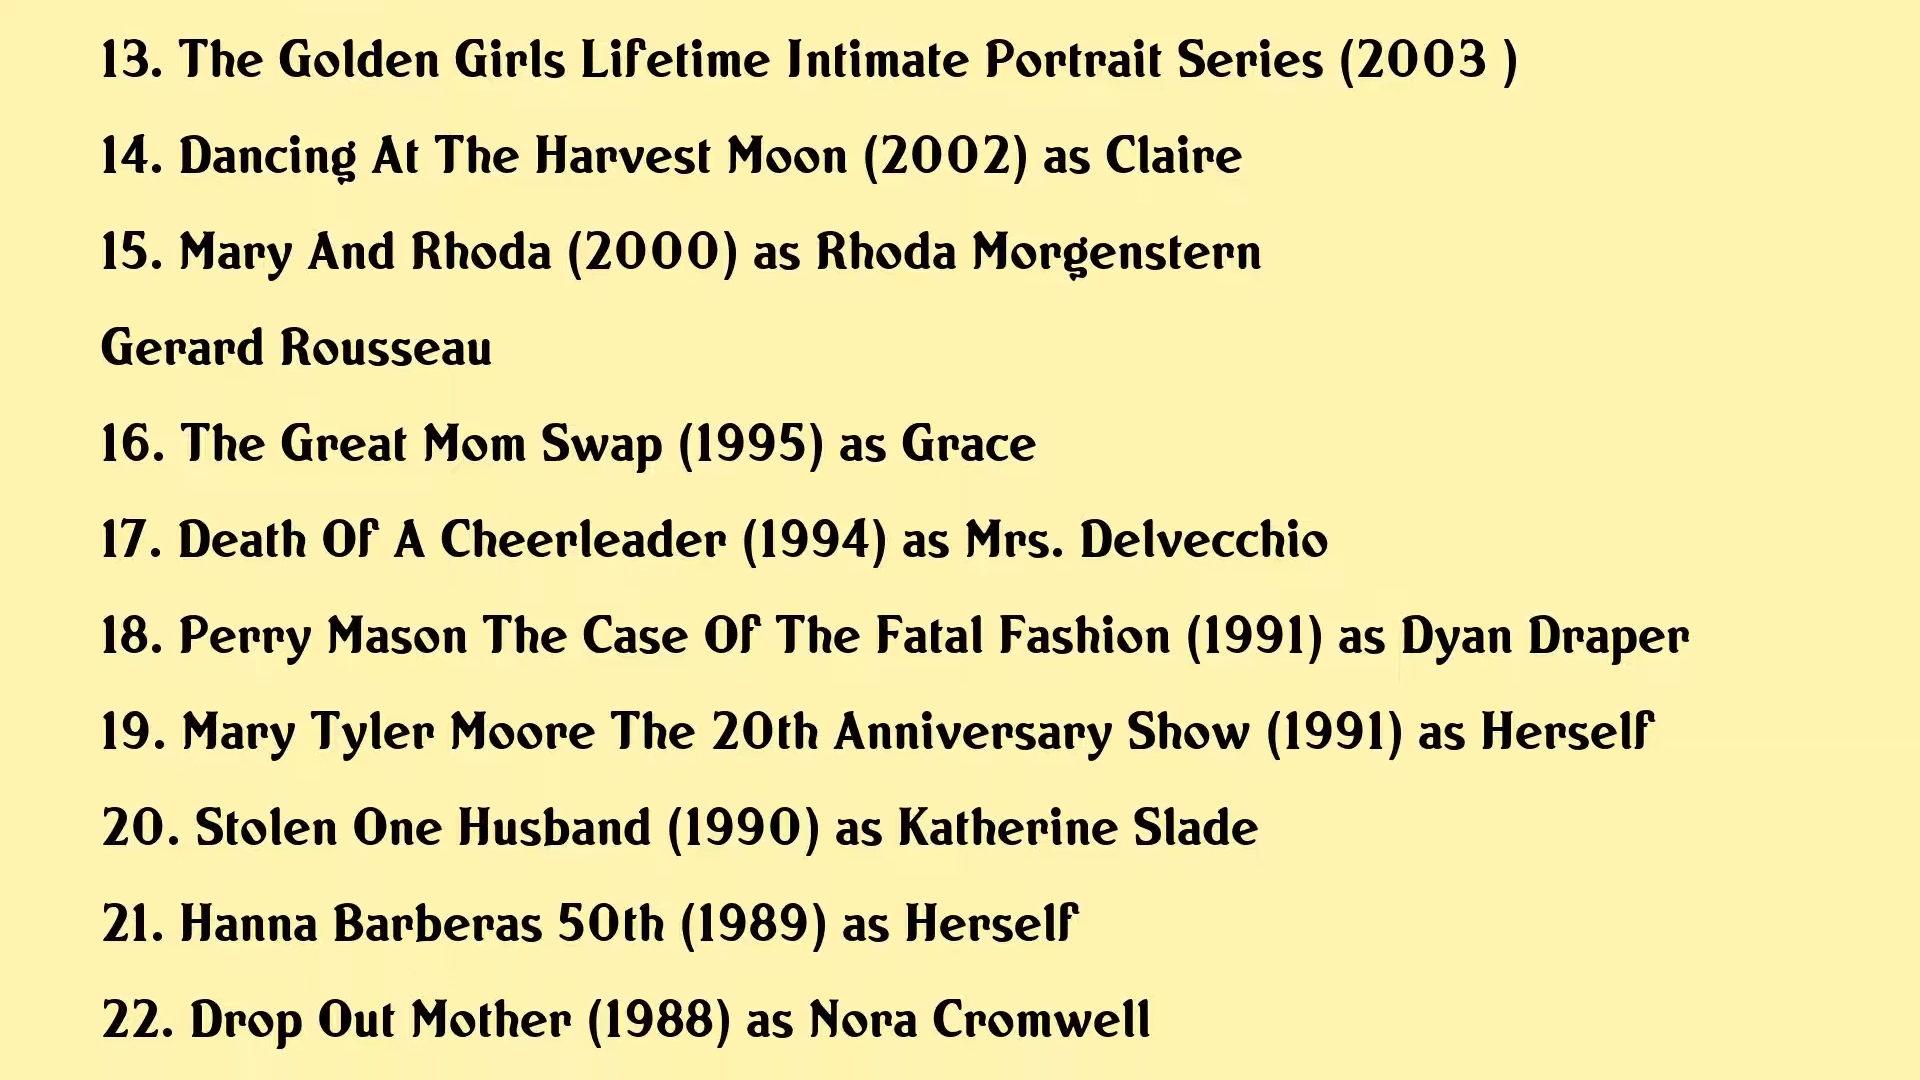 13. The Golden Girls Lifetime Intimate Portrait Series (2003 )
14. Dancing At The Harvest Moon (2002) as Claire
15. Mary And Rhoda (2000) as Rhoda Morgenstern
Gerard Rousseau
16. The Great Mom Swap (1995) as Grace
17. Death Of A Cheerleader (1994) as Mrs. Delvecchio
18. Perry Mason The Case Of The Fatal Fashion (1991) as Dyan Draper
19. Mary Tyler Moore The 20th Anniversary Show (1991) as Herself
20. Stolen One Husband (1990) as Katherine Slade
21. Hanna Barberas 50th (1989) as Herself
22. Drop Out Mother (1988) as Nora Cromwell